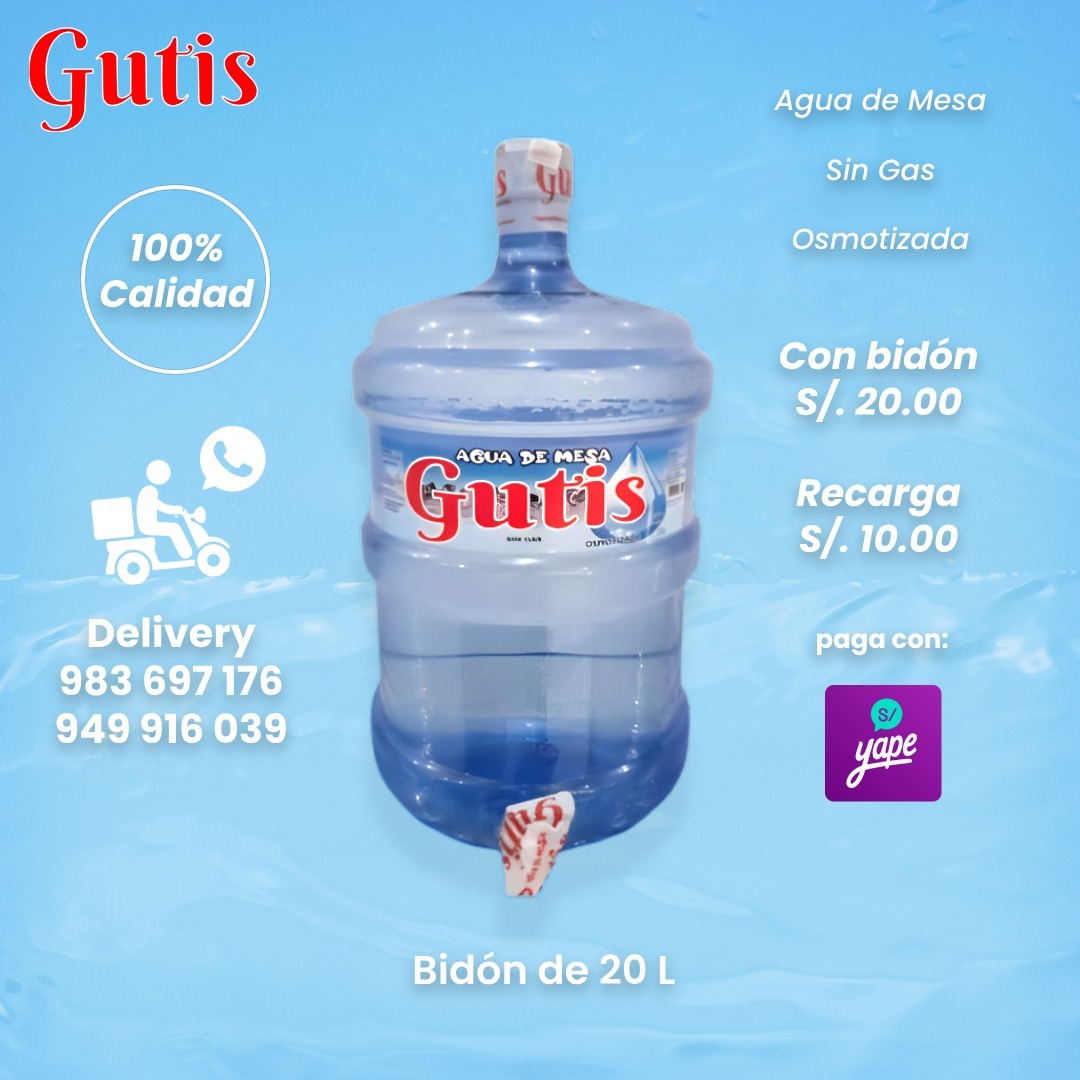 Gutis
100%
Calidad
Delivery
983 697 176
949 916 039
AGUA DE MESA
Gutis
Bidón de 20 L
Agua de Mesa
Sin Gas
Osmotizada
Con bidón
S/. 20.00
Recarga
S/. 10.00
paga con:
S/
yape